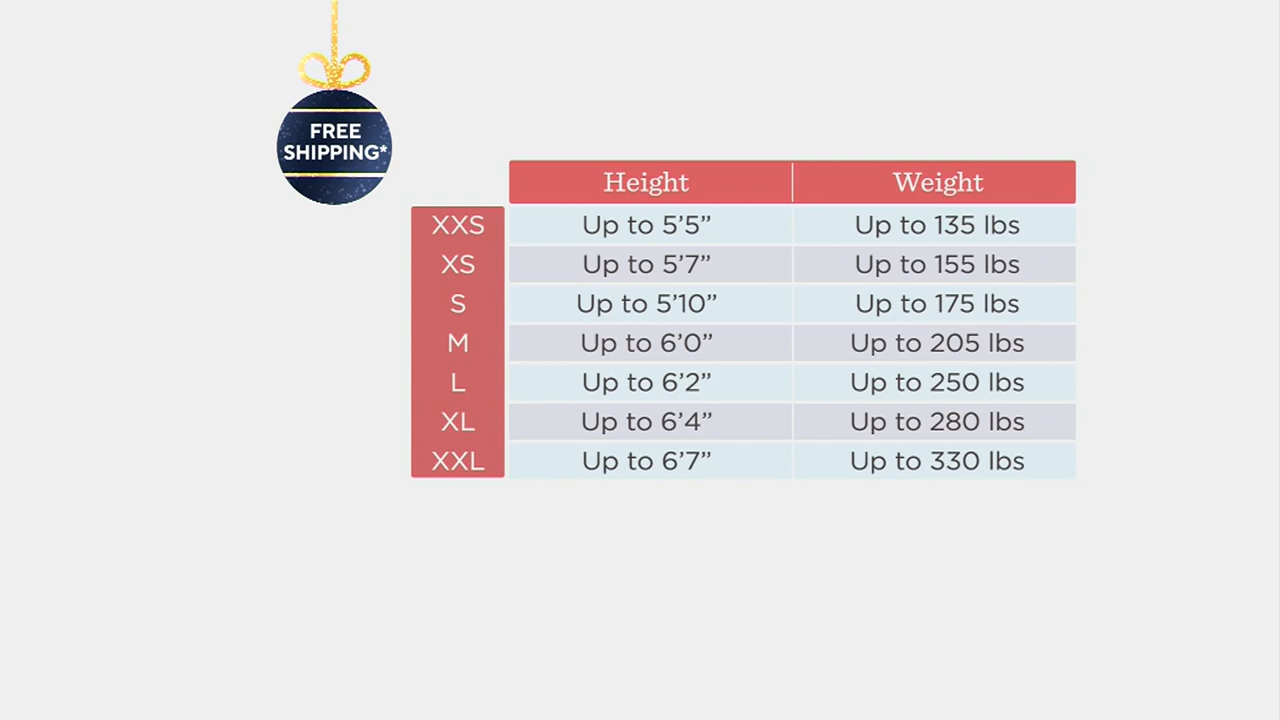 FREE
SHIPPING*
Height Weight
XXS Up to 5’5” Up to 135 lbs
XS Up to 5’7” Up to 155 lbs
S Up to 5’10” Up to 175 lbs
M Up to 6’0” Up to 205 lbs
L Up to 6’2” Up to 250 lbs
XL Up to 6’4” Up to 280 lbs
XXL Up to 6’7” Up to 330 lbs